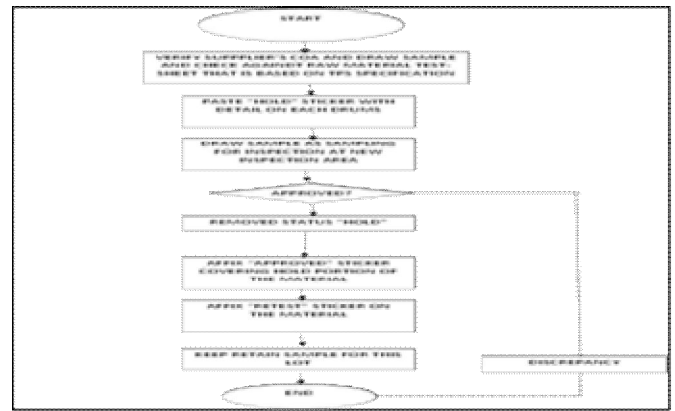 START
VERIFY SUPPPLIER'S COA AND DRAW SAMPLE
AND CHECK AGAINDT RAW MATERIAL TEST-
SHEET THAT IS BASED ON TPS SPECIFICATION
PASTE "HOLD" STICKER WITH
DETAIL ON EACH DRUMS
DRAW SAMPLE AS SAMPLING
FOR INSPECTION AT NEW
INSPECTION AREA
APPROVED?
REMOVED STATUS "HOLD"
AFFIX "APPROVED" STICKER
COVERING HOLD PORTION OF
THE MATERIAL
AFFIX "RETEST" STICKER ON
THE MATERIAL
KEEP RETAIN SAMPLE FOR THIS
LOT
DISCREPANCY
END